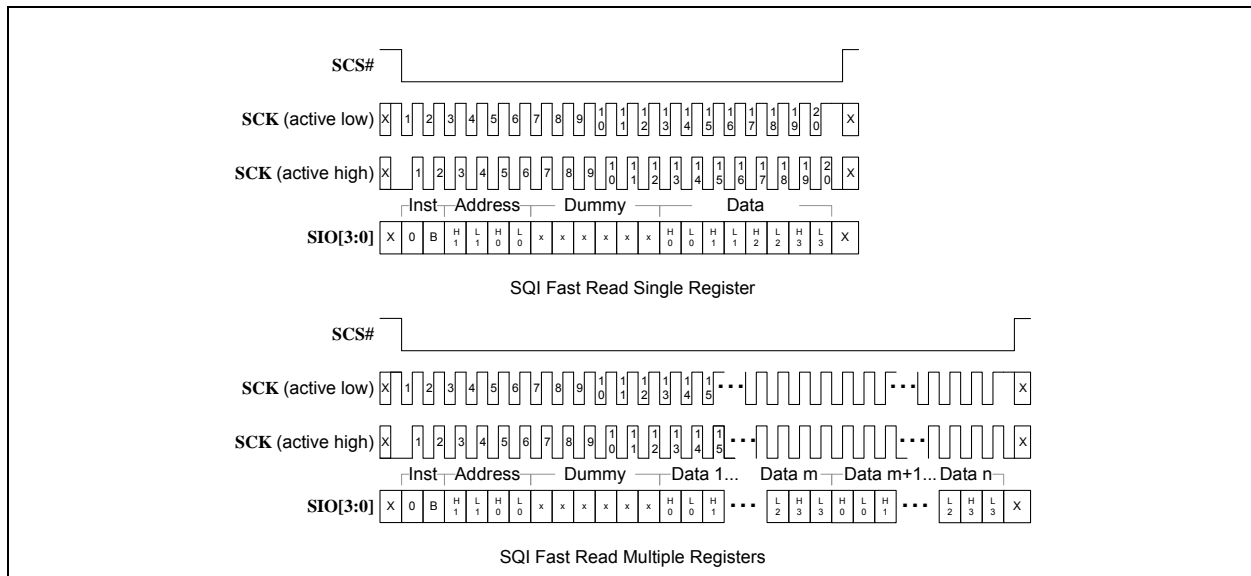 SCS#
SCK (active low) X 1 2 3 4 5 6 7 8 9 10 11 12 13 14 15 16 17 18 19 20 X
SCK (active high) X 1 2 3 4 5 6 7 8 9 10 11 12 13 14 15 16 17 18 19 20 X
Inst Address Dummy Data
SIO[3:0] X 0 B H1 L1 H0 L0 x x x x x x H0 L0 H1 L1 H2 L2 H3 L3 X
SQI Fast Read Single Register
SCS#
SCK (active low) X 1 2 3 4 5 6 7 8 9 10 11 12 13 14 15 ... ... X
SCK (active high) X 1 2 3 4 5 6 7 8 9 10 11 12 13 14 15 ... ... X
Inst Address Dummy Data 1... Data m Data m+1... Data n
SIO[3:0] X 0 B H1 L1 H0 L0 x x x x x x H0 L0 H1 ... L2 H3 L3 H0 L0 H1 ... L2 H3 L3 X
SQI Fast Read Multiple Registers